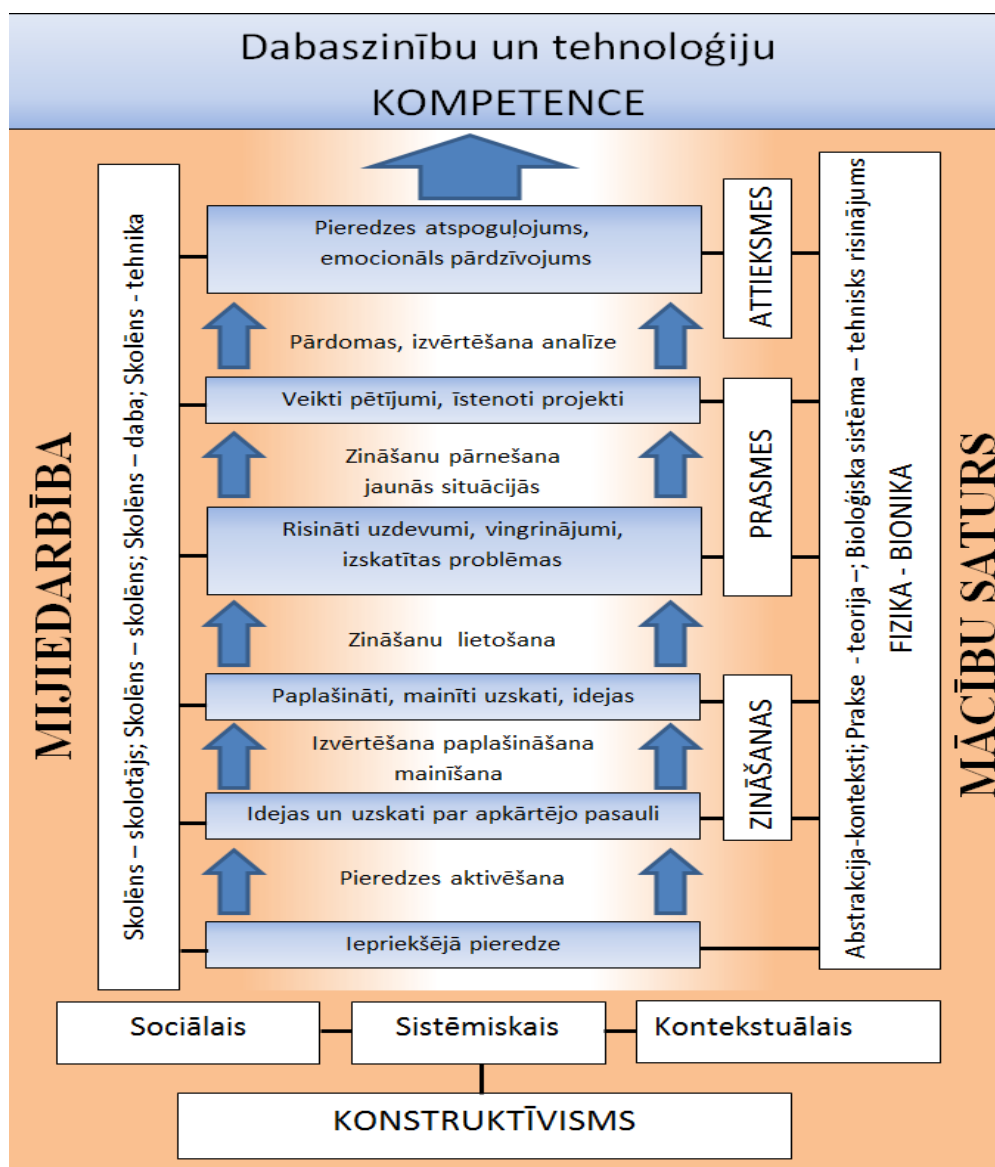 Dabaszinību un tehnoloģiju
KOMPETENCE
MIJIEDARBĪBA
Skolēns – skolotājs; Skolēns – skolēns; Skolēns – daba; Skolēns - tehnika
Pieredzes atspoguļojums,
emocionāls pārdzīvojums
Pārdomas, izvērtēšana analīze
Veikti pētījumi, īstenoti projekti
Zināšanu pārnešana
jaunās situācijās
Risināti uzdevumi, vingrinājumi,
izskatītas problēmas
Zināšanu lietošana
Paplašināti, mainīti uzskati, idejas
Izvērtēšana paplašināšana
mainīšana
Idejas un uzskati par apkārtējo pasauli
Pieredzes aktivēšana
Iepriekšējā pieredze
ATTIEKSMES
PRASMES
ZINĀŠANAS
Abstrakcija-konteksti; Prakse - teorija –; Bioloģiska sistēma – tehnisks risinājums
FIZIKA - BIONIKA
MĀCĪBU SATURS
Sociālais
Sistēmiskais
Kontekstuālais
KONSTRUKTĪVISMS